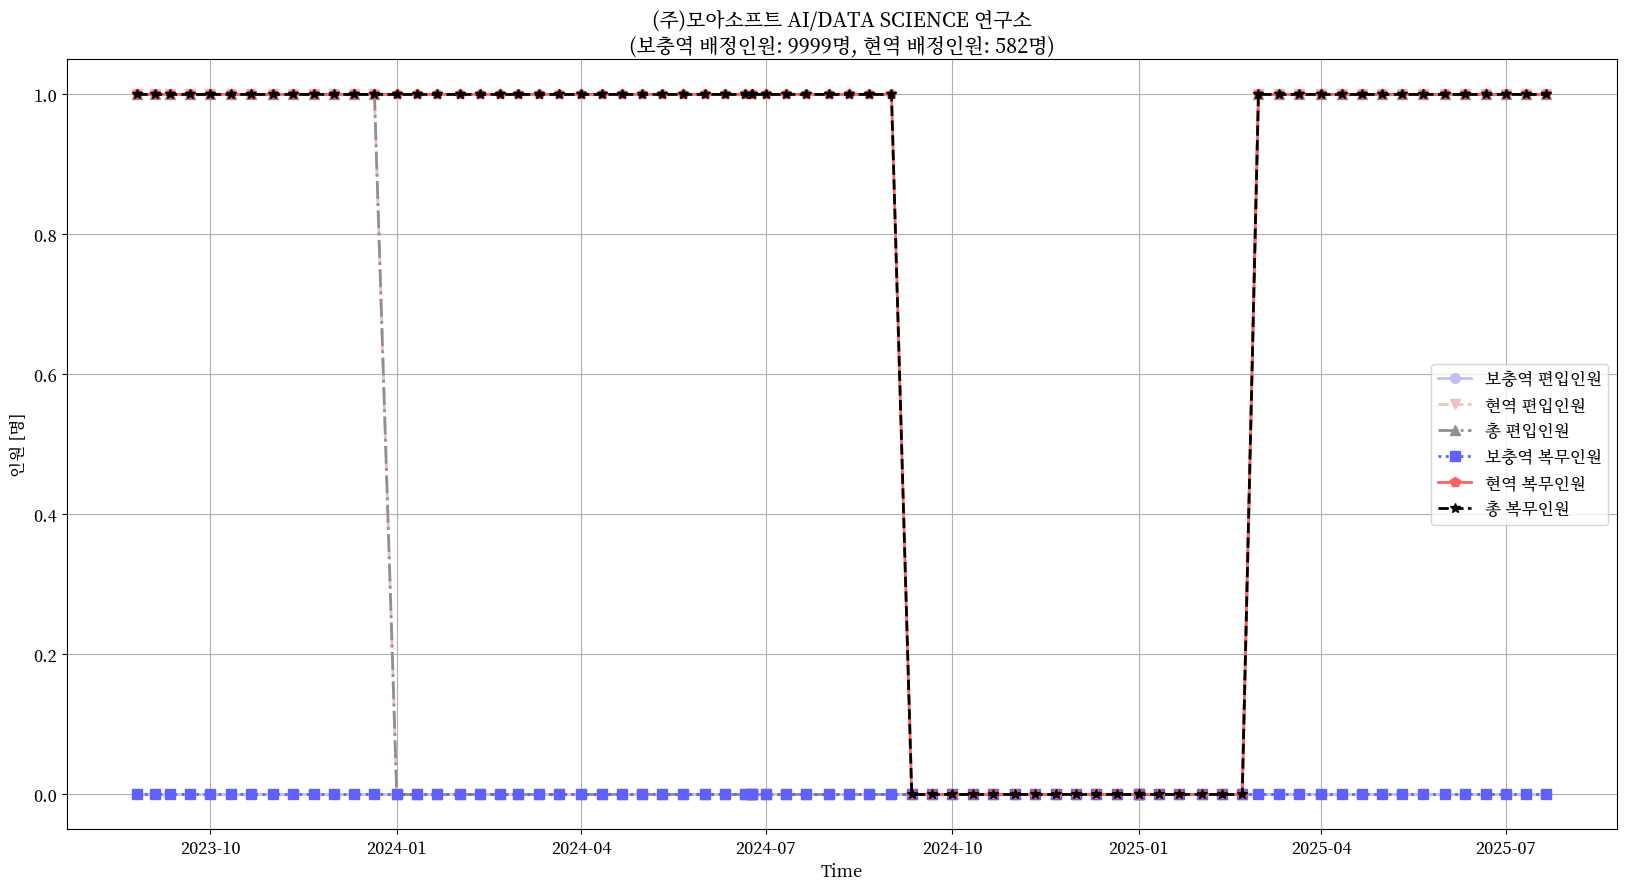 (주)모아소프트 AI/DATA SCIENCE 연구소
(보충역 배정인원: 9999명, 현역 배정인원: 582명)
1.0
0.8
0.6
0.4
0.2
0.0
인원 [명]
보충역 편입인원
현역 편입인원
총 편입인원
보충역 복무인원
현역 복무인원
총 복무인원
2023-10
2024-01
2024-04
2024-07
2024-10
2025-01
2025-04
2025-07
Time